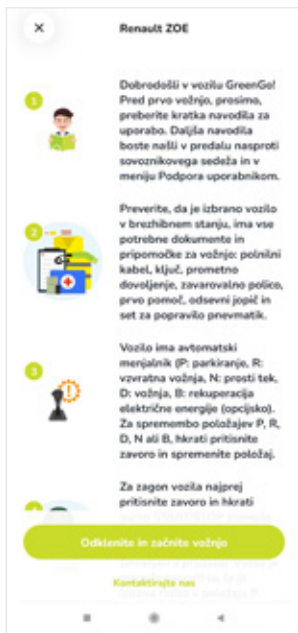 Renault ZOE
1
Dobrodošli v vozilu GreenGo!
Pred prvo vožnjo, prosimo,
preberite kratka navodila za
uporabo. Daljša navodila
boste našli v predalu nasproti
sovoznikovega sedeža in v
meniju Podpora uporabnikom.
2
Preverite, da je izbrano vozilo
v brezhibnem stanju, ima vse
potrebne dokumente in
pripomočke za vožnjo: polnilni
kabel, ključ, prometno
dovoljenje, zavarovalno polico,
prvo pomoč, odsevni jopič in
set za popravilo pnevmatik.
3
Vozilo ima avtomatski
menjalnik (P: parkiranje, R:
vzvratna vožnja, N: prosti tek,
D: vožnja, B: rekuperacija
električne energije (opcijsko).
Za spremembo položajev P, R,
D, N ali B, hkrati pritisnite
zavoro in spremenite položaj.
Za zagon vozila najprej
pritisnite zavoro in hkrati
Odklenite in začnite vožnjo
Kontaktirajte nas